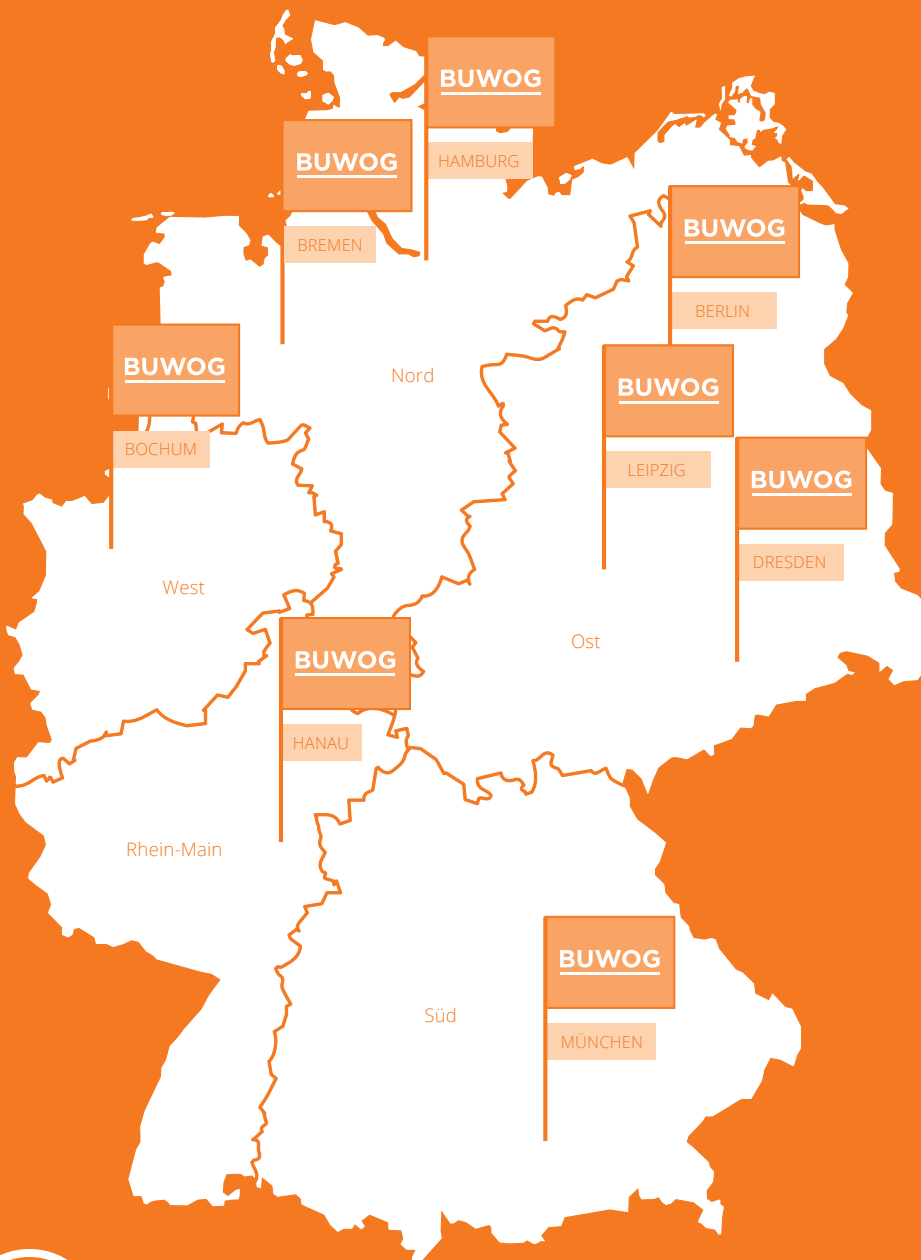 BUWOG
HAMBURG
BUWOG
BREMEN
BUWOG
BERLIN
BUWOG
BOCHUM
Nord
BUWOG
LEIPZIG
BUWOG
DRESDEN
West
Ost
BUWOG
HANAU
Rhein-Main
BUWOG
MÜNCHEN
Süd